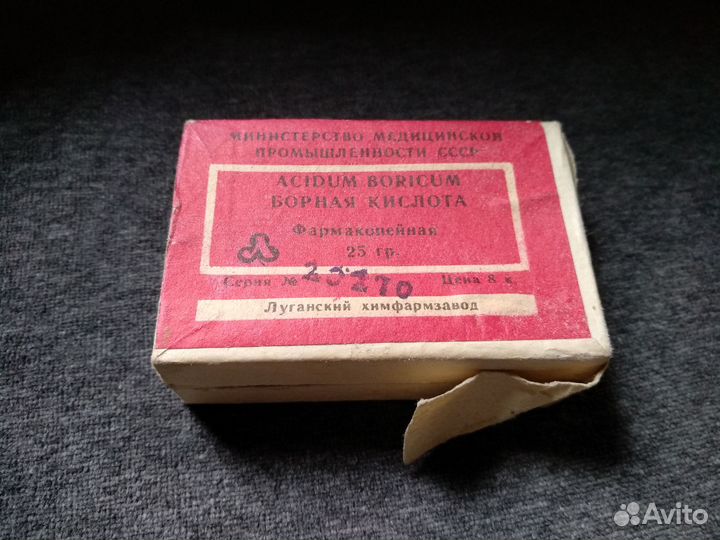 МИНИСТЕРСТВО МЕДИЦИНСКОЙ
ПРОМЫШЛЕННОСТИ СССР
ACIDUM BORICUM
БОРНАЯ КИСЛОТА
Фармакопейная
25 гр.
Серия № Цена 8 к.
Луганский химфармзавод
Avito